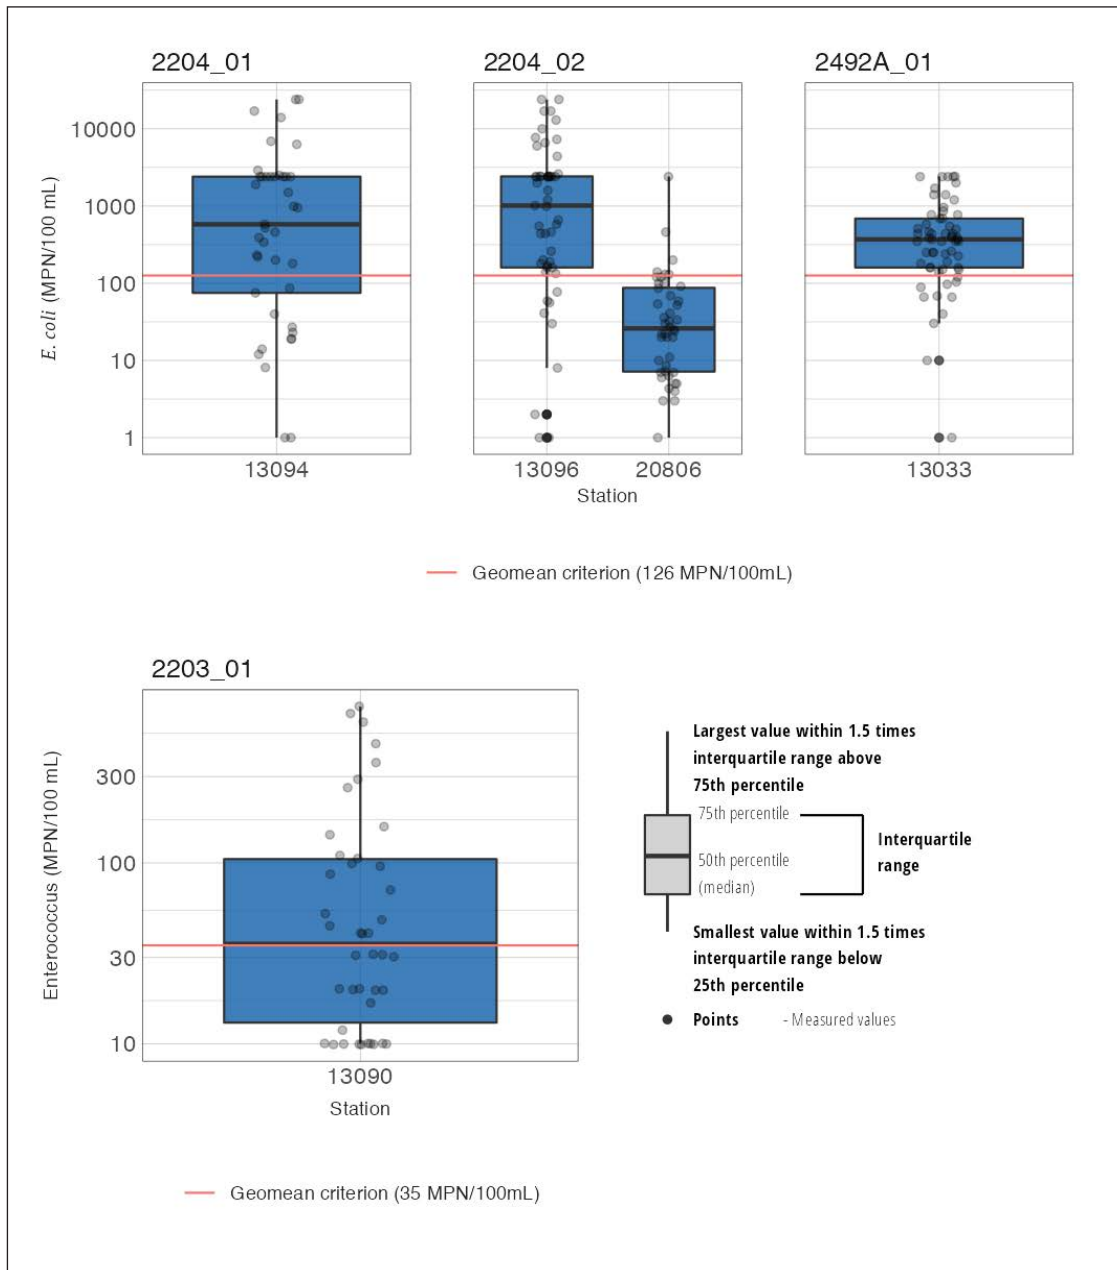 2204_01
2204_02
2492A_01
E. coli (MPN/100 mL)
10000
1000
100
10
1
13094
13096
20806
13033
Station
Geomean criterion (126 MPN/100mL)
2203_01
Enterococcus (MPN/100 mL)
300
100
30
10
13090
Station
Geomean criterion (35 MPN/100mL)
Largest value within 1.5 times
interquartile range above
75th percentile
75th percentile
50th percentile
(median)
Interquartile
range
Smallest value within 1.5 times
interquartile range below
25th percentile
Points - Measured values